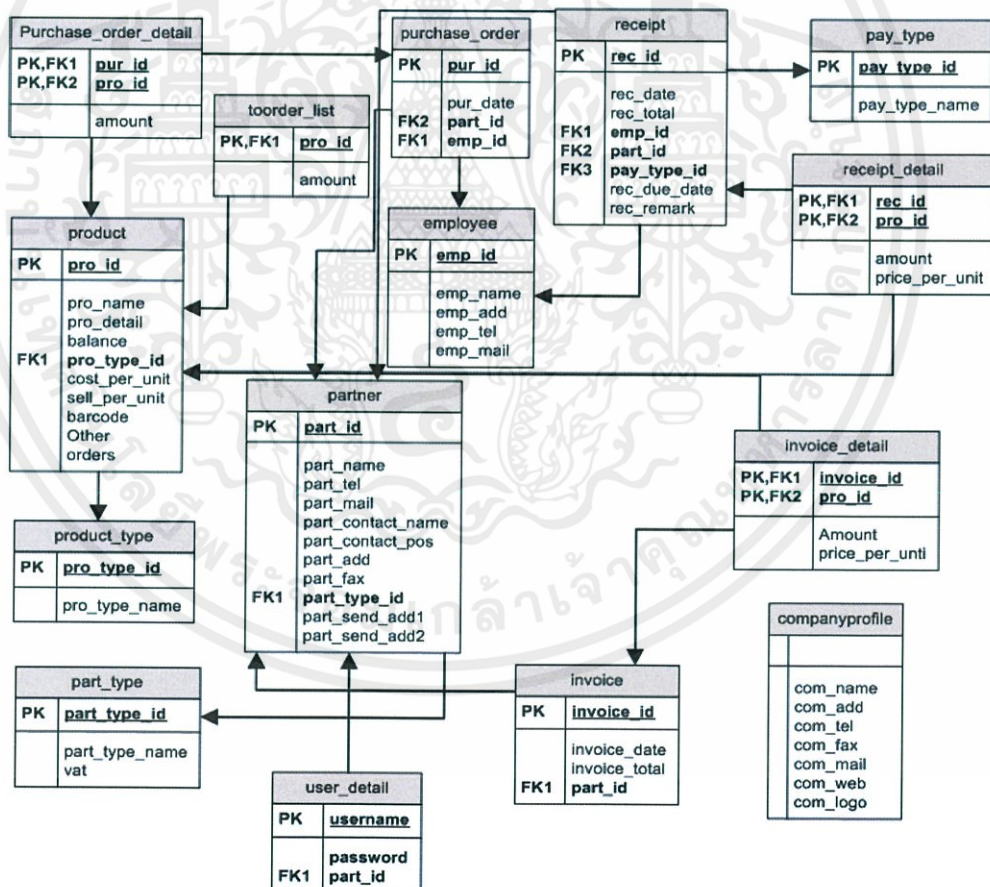 Purchase_order_detail
PK,FK1 pur_id
PK,FK2 pro_id
amount
toorder_list
PK,FK1 pro_id
amount
purchase_order
PK pur_id
pur_date
FK2 part_id
FK1 emp_id
receipt
PK rec_id
rec_date
rec_total
FK1 emp_id
FK2 part_id
FK3 pay_type_id
rec_due_date
rec_remark
pay_type
PK pay_type_id
pay_type_name
receipt_detail
PK,FK1 rec_id
PK,FK2 pro_id
amount
price_per_unit
product
PK pro_id
pro_name
pro_detail
balance
FK1 pro_type_id
cost_per_unit
sell_per_unit
barcode
Other
orders
employee
PK emp_id
emp_name
emp_add
emp_tel
emp_mail
partner
PK part_id
part_name
part_tel
part_mail
part_contact_name
part_contact_pos
part_add
part_fax
FK1 part_type_id
part_send_add1
part_send_add2
invoice_detail
PK,FK1 invoice_id
PK,FK2 pro_id
Amount
price_per_unti
product_type
PK pro_type_id
pro_type_name
companyprofile
com_name
com_add
com_tel
com_fax
com_mail
com_web
com_logo
part_type
PK part_type_id
part_type_name
vat
invoice
PK invoice_id
invoice_date
invoice_total
FK1 part_id
user_detail
PK username
password
FK1 part_id